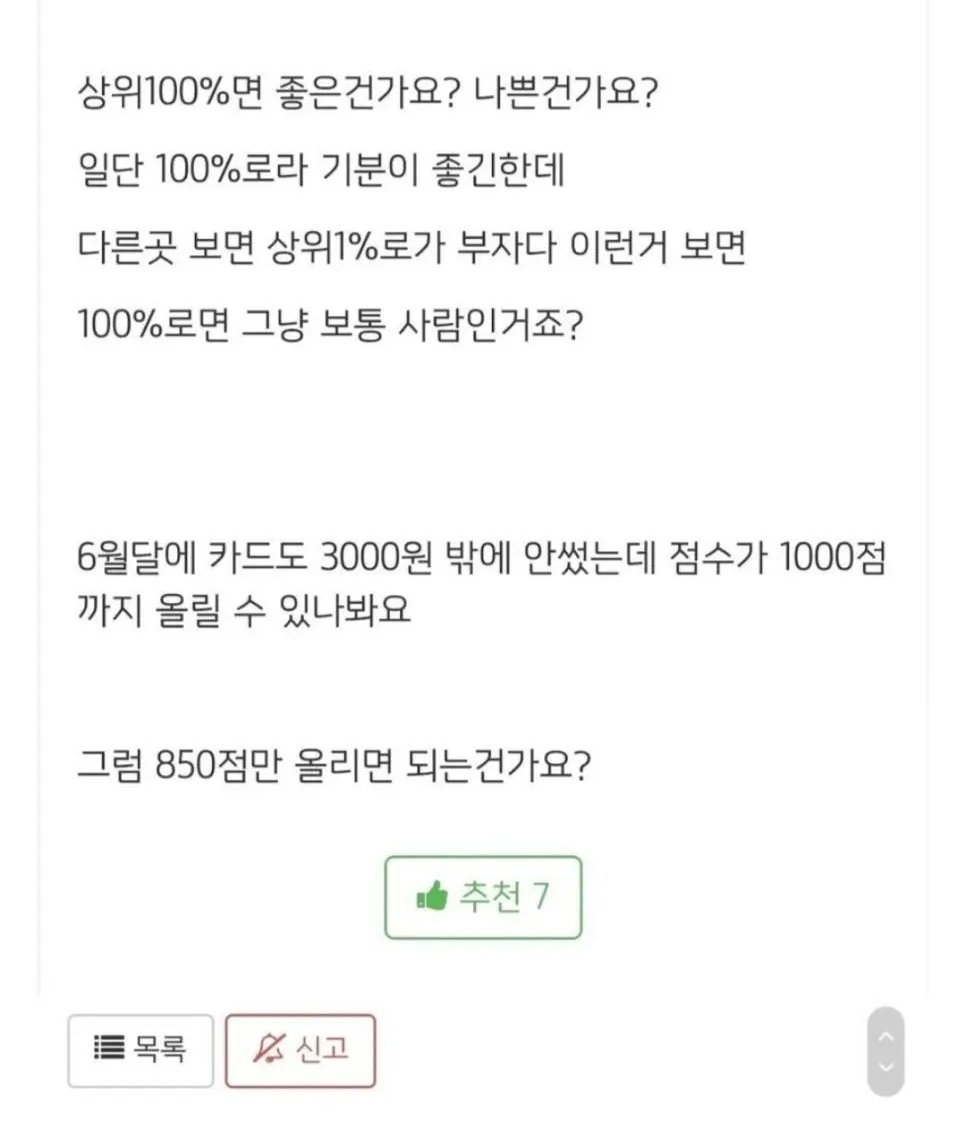 상위100%면 좋은건가요? 나쁜건가요?
일단 100%로라 기분이 좋긴한데
다른곳 보면 상위1%로가 부자다 이런거 보면
100%로면 그냥 보통 사람인거죠?
6월달에 카드도 3000원 밖에 안썼는데 점수가 1000점
까지 올릴 수 있나봐요
그럼 850점만 올리면 되는건가요?
추천 7
목록
신고